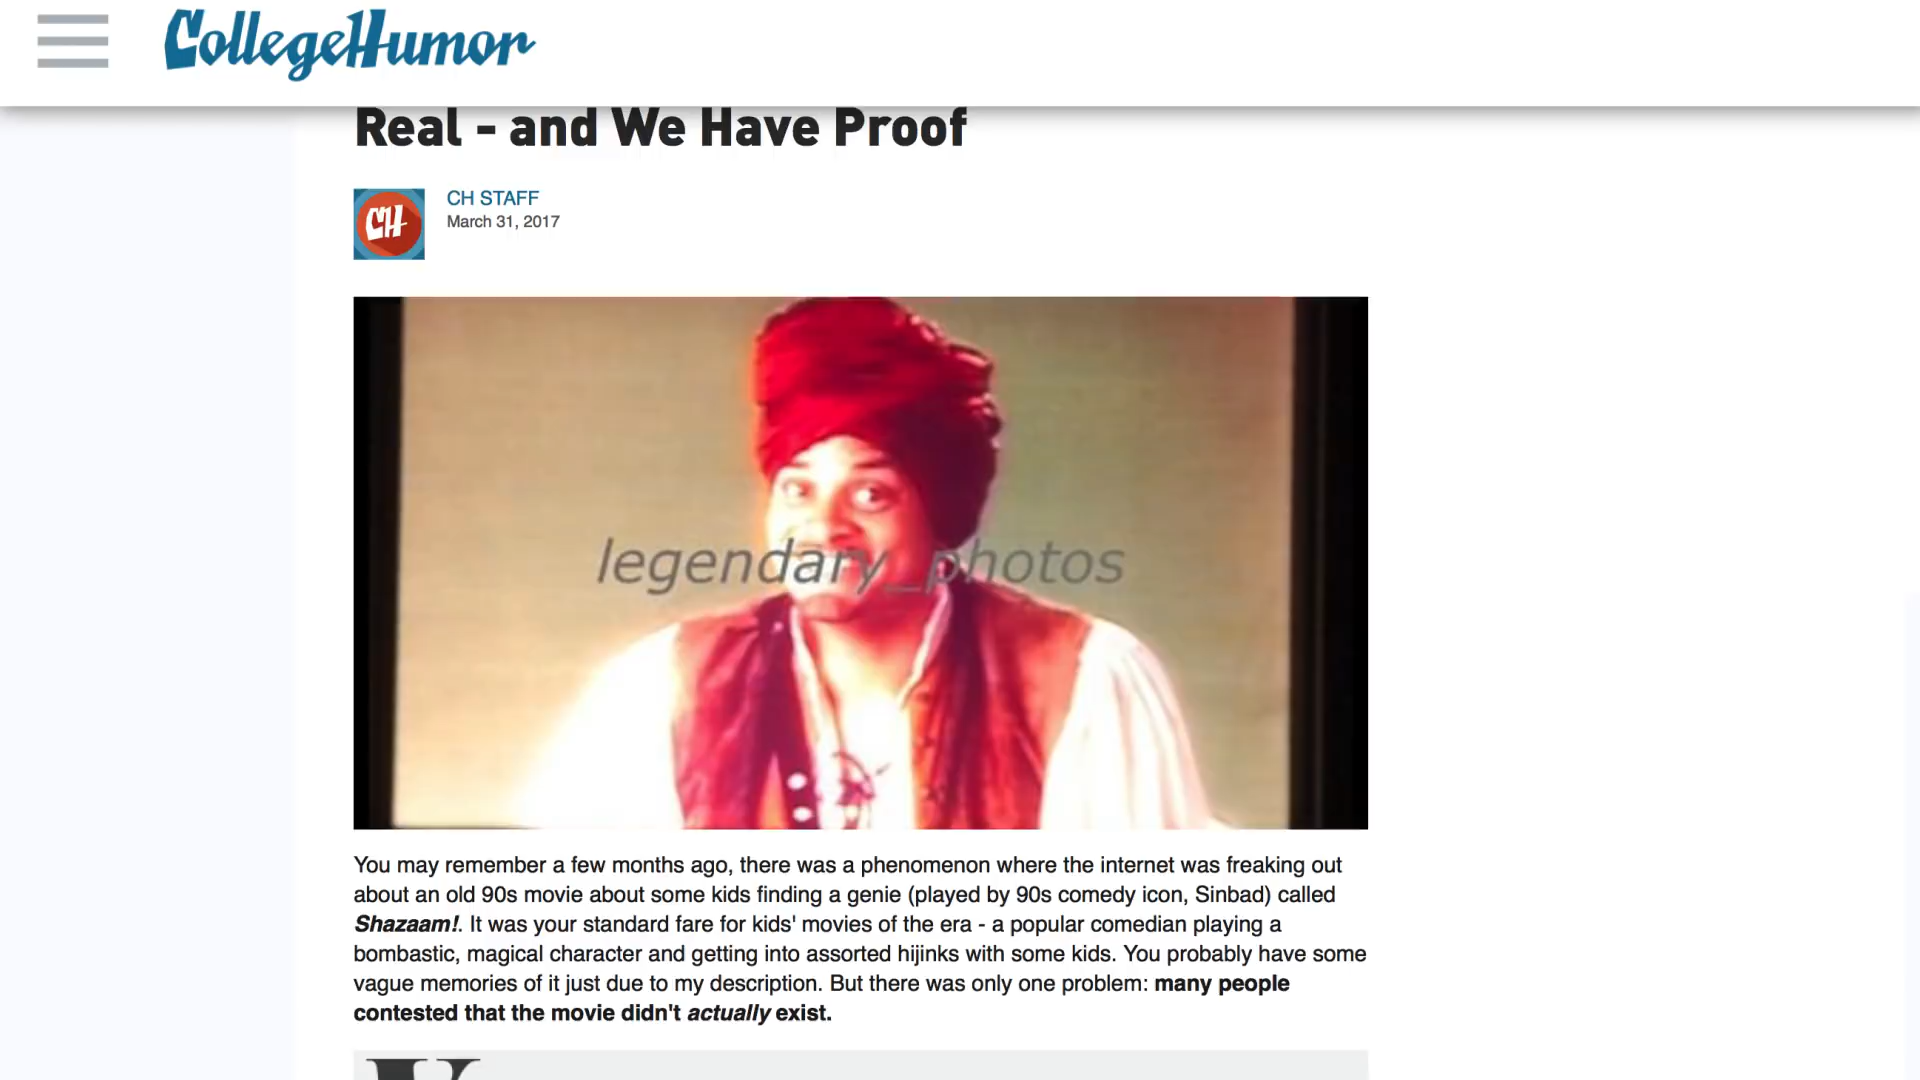 CollegeHumor
Real - and We Have Proof
CH STAFF
CH
March 31, 2017
legendary_photos
You may remember a few months ago, there was a phenomenon where the internet was freaking out
about an old 90s movie about some kids finding a genie (played by 90s comedy icon, Sinbad) called
Shazaam!. It was your standard fare for kids' movies of the era - a popular comedian playing a
bombastic, magical character and getting into assorted hijinks with some kids. You probably have some
vague memories of it just due to my description. But there was only one problem: many people
contested that the movie didn't actually exist.